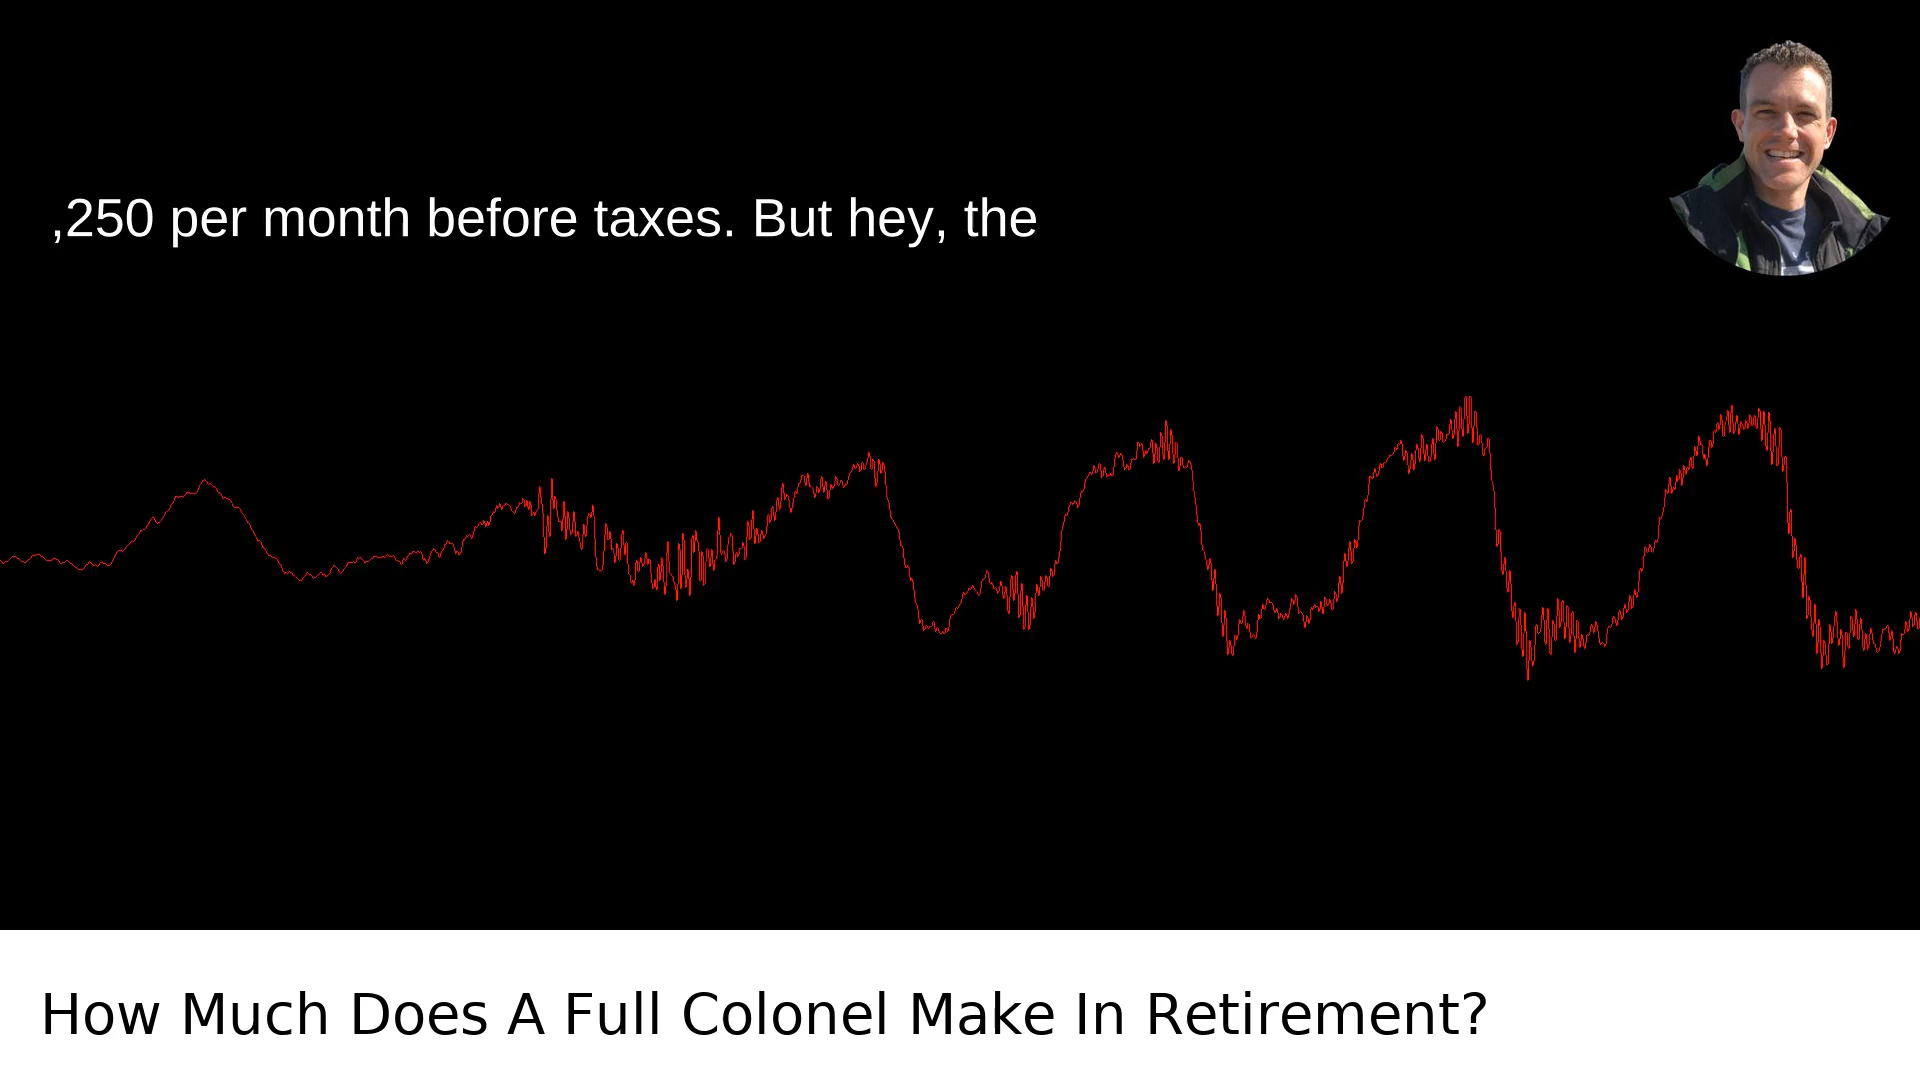 ,250 per month before taxes. But hey, the
How Much Does A Full Colonel Make In Retirement?